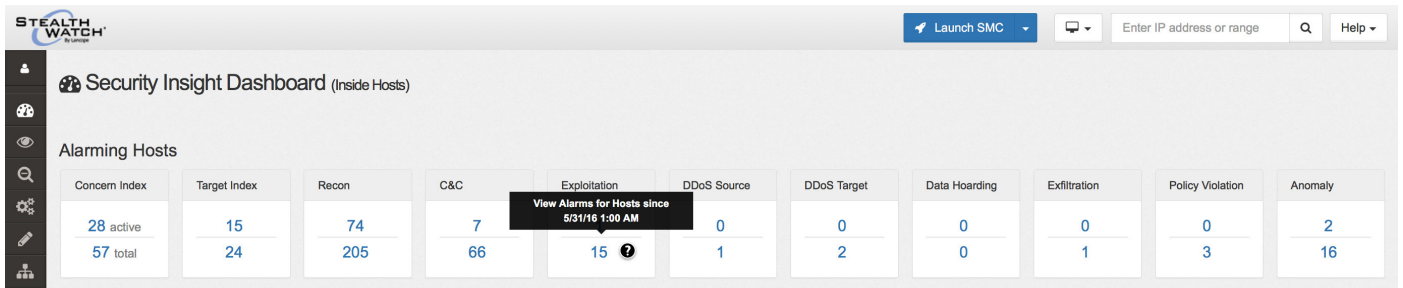 STEALTH
WATCH
By Lancope
Launch SMC
Enter IP address or range
Help
Security Insight Dashboard (Inside Hosts)
Alarming Hosts
Concern Index
Target Index
Recon
C&C
Exploitation
DDoS Source
DDoS Target
Data Hoarding
Exfiltration
Policy Violation
Anomaly
View Alarms for Hosts since
5/31/16 1:00 AM
28 active
15
74
7
0
0
0
0
0
2
57 total
24
205
66
15 ?
1
2
0
1
3
16